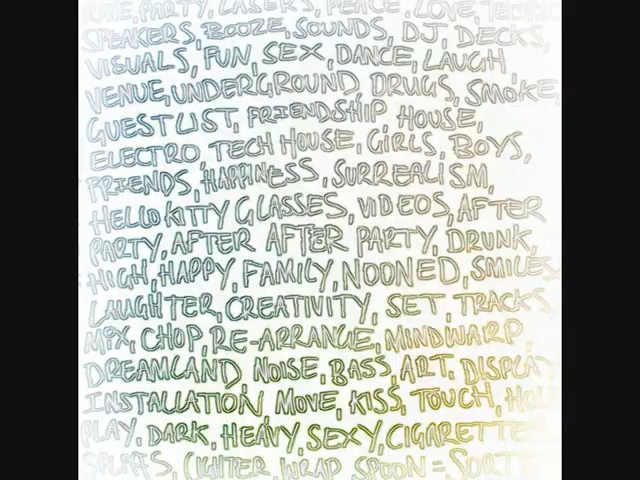 RAVE, PARTY, LASERS, PEACE, LOVE,
SPEAKERS, BOOZE, SOUNDS, DJ, DECKS,
VISUALS, FUN, SEX, DANCE, LAUGH,
VENUE, UNDERGROUND, DRUGS, SMOKE,
GUESTLIST, FRIENDSHIP HOUSE,
ELECTRO TECH HOUSE, GIRLS, BOYS,
FRIENDS, HAPPINESS, SURREALISM,
HELLO KITTY GLASSES, VIDEOS, AFTER
PARTY, AFTER AFTER PARTY, DRUNK,
HIGH, HAPPY, FAMILY, NOONED, SMILES
LAUGHTER, CREATIVITY, SET, TRACKS,
MIX, CHOP, RE-ARRANGE, MINDWARP,
DREAMLAND, NOISE, BASS, ART, DISPLAY
INSTALLATION, MOVE, KISS, TOUCH,
PLAY, DARK, HEAVY, SEXY, CIGARETTE
SPLIFFS, LIGHTER, WRAP SPOON = SORTE